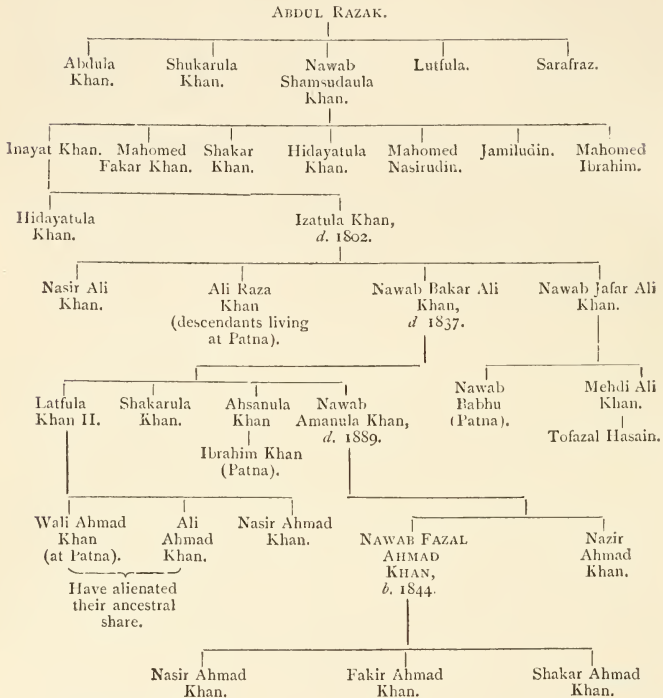 ABDUL RAZAK.
Abdula Khan.
Shukarula Khan.
Nawab Shamsudaula Khan.
Lutfula.
Sarafraz.
Inayat Khan.
Mahomed Fakar Khan.
Shakar Khan.
Hidayatula Khan.
Mahomed Nasirudin.
Jamiludin.
Mahomed Ibrahim.
Hidayatula Khan.
Izatula Khan, d. 1802.
Nasir Ali Khan.
Ali Raza Khan (descendants living at Patna).
Nawab Bakar Ali Khan, d 1837.
Nawab Jafar Ali Khan.
Latfula Khan II.
Shakarula Khan.
Ahsanula Khan
Nawab Amanula Khan, d. 1889.
Nawab Babhu (Patna).
Mehdi Ali Khan.
Ibrahim Khan (Patna).
Tofazal Hasain.
Wali Ahmad Khan (at Patna).
Ali Ahmad Khan.
Nasir Ahmad Khan.
NAWAB FAZAL AHMAD KHAN, b. 1844.
Nazir Ahmad Khan.
Have alienated their ancestral share.
Nasir Ahmad Khan.
Fakir Ahmad Khan.
Shakar Ahmad Khan.